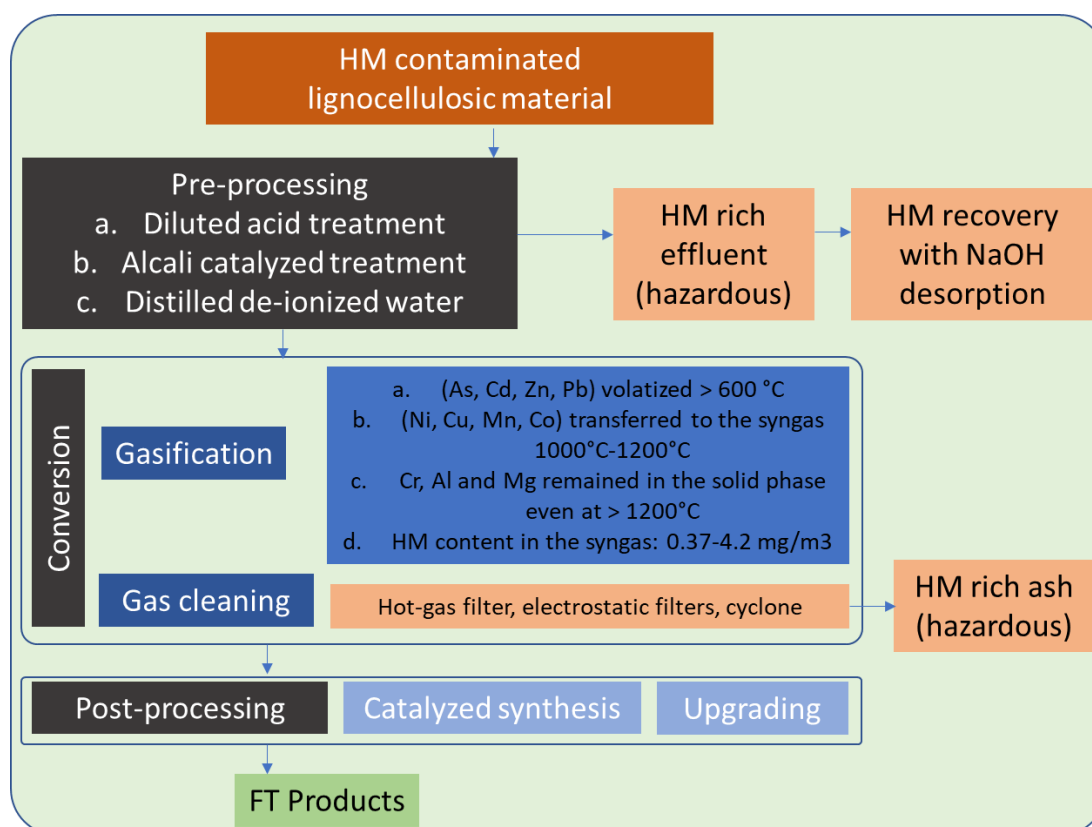 HM contaminated
lignocellulosic material
Pre-processing
a. Diluted acid treatment
b. Alcali catalyzed treatment
c. Distilled de-ionized water
HM rich
effluent
(hazardous)
HM recovery
with NaOH
desorption
Conversion
Gasification
a. (As, Cd, Zn, Pb) volatized > 600 °C
b. (Ni, Cu, Mn, Co) transferred to the syngas
1000°C-1200°C
c. Cr, Al and Mg remained in the solid phase
even at > 1200°C
d. HM content in the syngas: 0.37-4.2 mg/m3
Gas cleaning
Hot-gas filter, electrostatic filters, cyclone
HM rich ash
(hazardous)
Post-processing
Catalyzed synthesis
Upgrading
FT Products